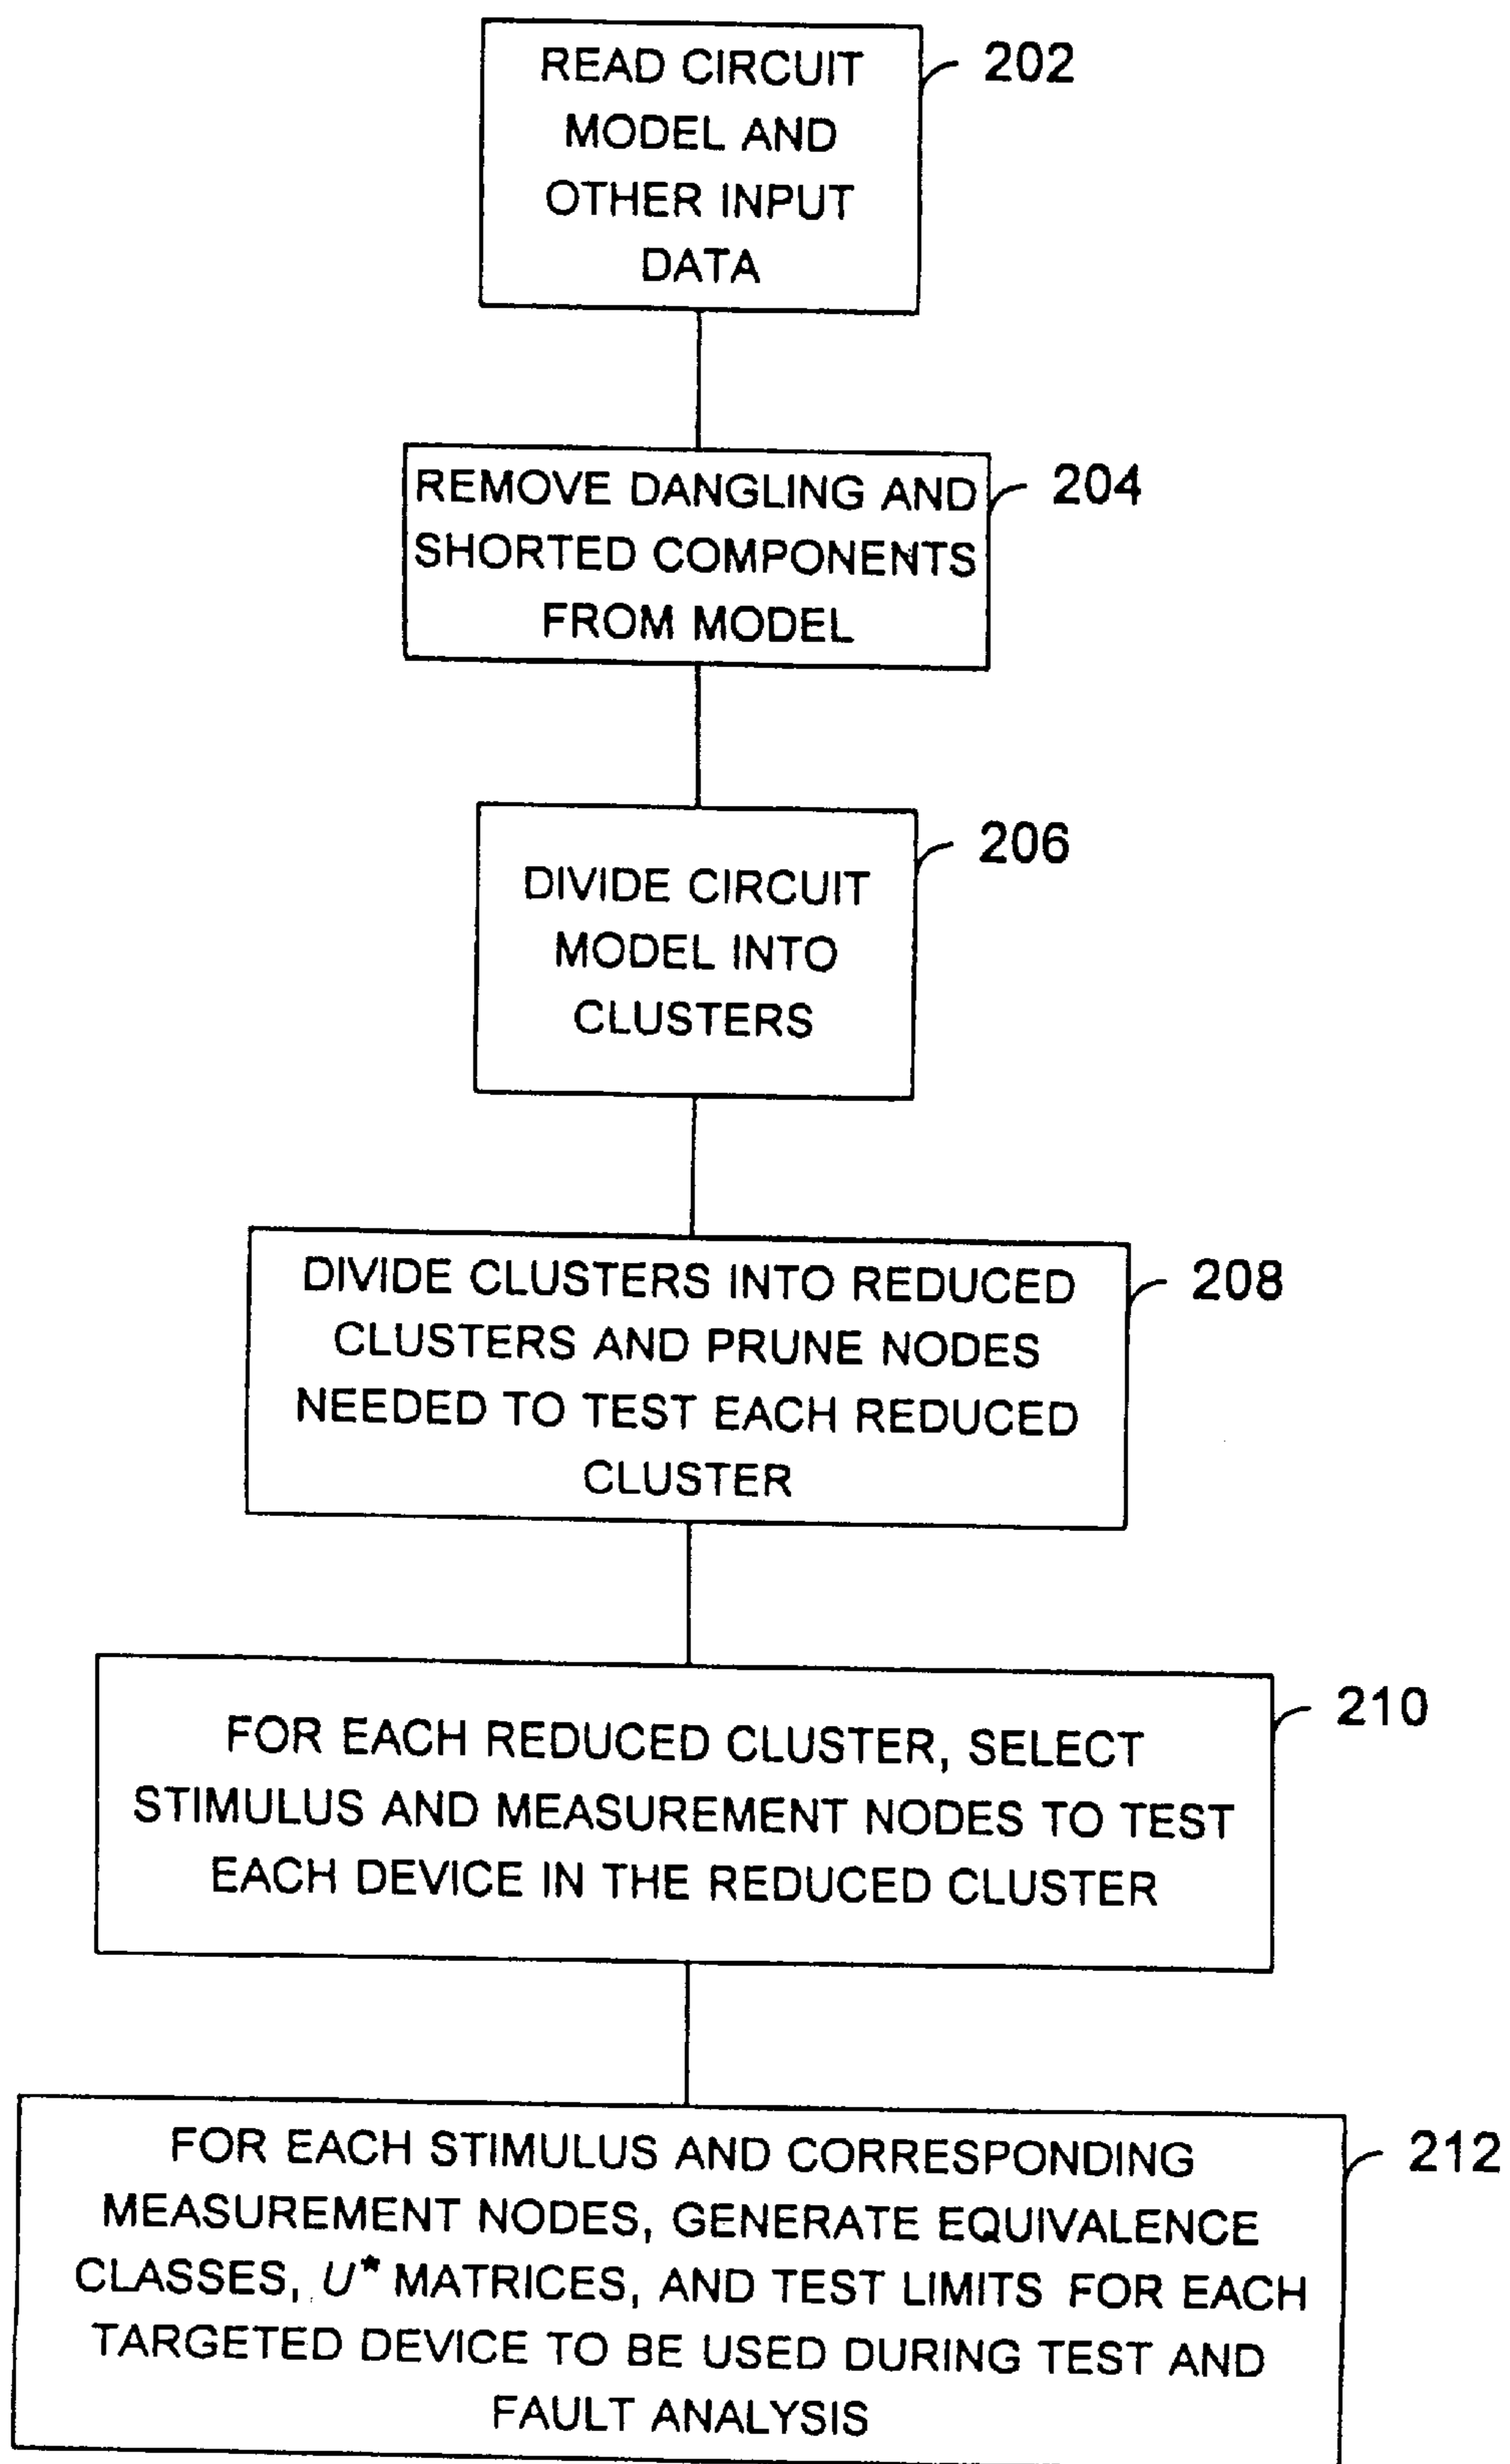 READ CIRCUIT
MODEL AND
OTHER INPUT
DATA
202
REMOVE DANGLING AND
SHORTED COMPONENTS
FROM MODEL
204
DIVIDE CIRCUIT
MODEL INTO
CLUSTERS
206
DIVIDE CLUSTERS INTO REDUCED
CLUSTERS AND PRUNE NODES
NEEDED TO TEST EACH REDUCED
CLUSTER
208
FOR EACH REDUCED CLUSTER, SELECT
STIMULUS AND MEASUREMENT NODES TO TEST
EACH DEVICE IN THE REDUCED CLUSTER
210
FOR EACH STIMULUS AND CORRESPONDING
MEASUREMENT NODES, GENERATE EQUIVALENCE
CLASSES, U* MATRICES, AND TEST LIMITS FOR EACH
TARGETED DEVICE TO BE USED DURING TEST AND
FAULT ANALYSIS
212